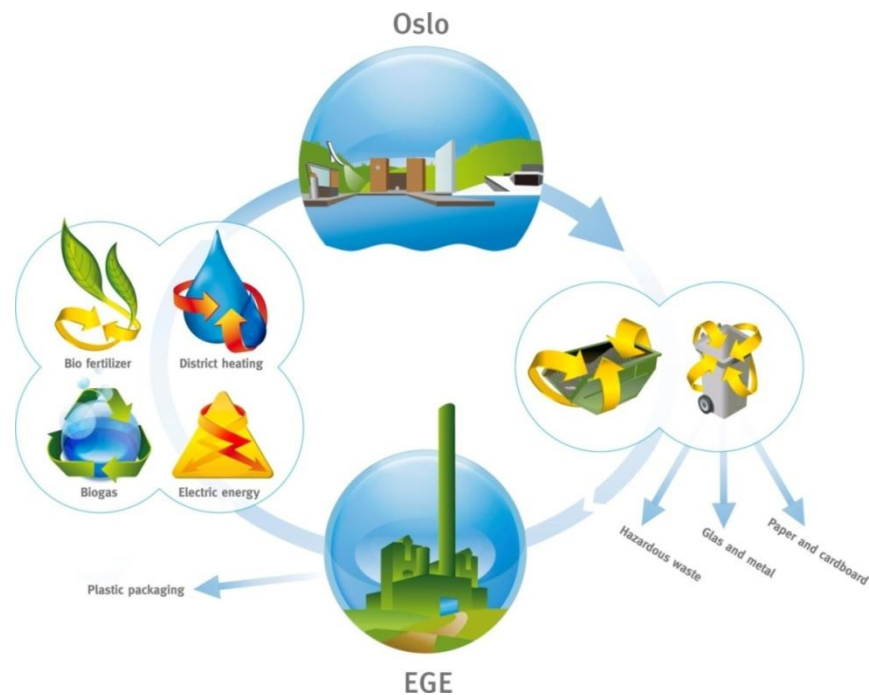 Oslo
Bio fertilizer
District heating
Biogas
Electric energy
Hazardous waste
Glas and metal
Paper and cardboard
Plastic packaging
EGE